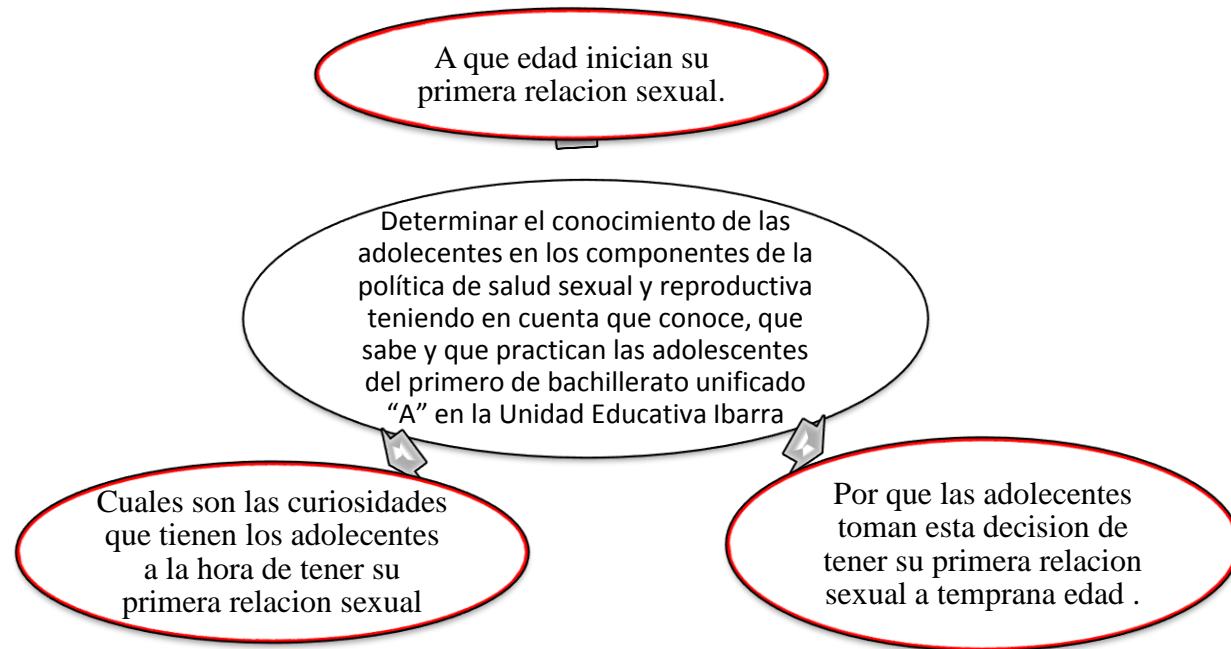 A que edad inician su
primera relacion sexual.
Determinar el conocimiento de las
adolecentes en los componentes de la
política de salud sexual y reproductiva
teniendo en cuenta que conoce, que
sabe y que practican las adolescentes
del primero de bachillerato unificado
“A” en la Unidad Educativa Ibarra
Cuales son las curiosidades
que tienen los adolecentes
a la hora de tener su
primera relacion sexual
Por que las adolecentes
toman esta decision de
tener su primera relacion
sexual a temprana edad .